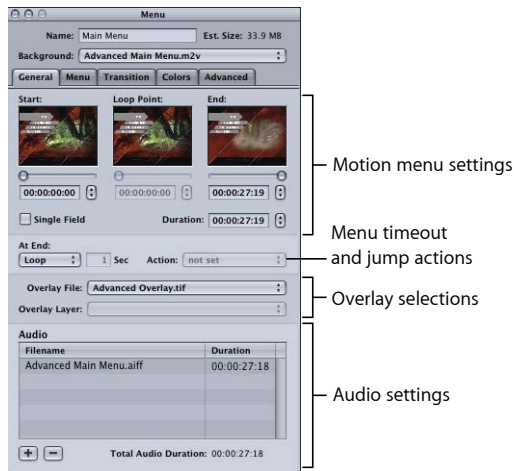 Menu
Name: Main Menu Est. Size: 33.9 MB
Background: Advanced Main Menu.m2v
General Menu Transition Colors Advanced
Start: Loop Point: End:
00:00:00:00 00:00:00:00 00:00:27:19
Single Field Duration: 00:00:27:19
Motion menu settings
At End:
Loop 1 Sec Action: not set
Menu timeout
and jump actions
Overlay File: Advanced Overlay.tif
Overlay Layer:
Overlay selections
Audio
Filename Duration
Advanced Main Menu.aiff 00:00:27:18
Total Audio Duration: 00:00:27:18
Audio settings